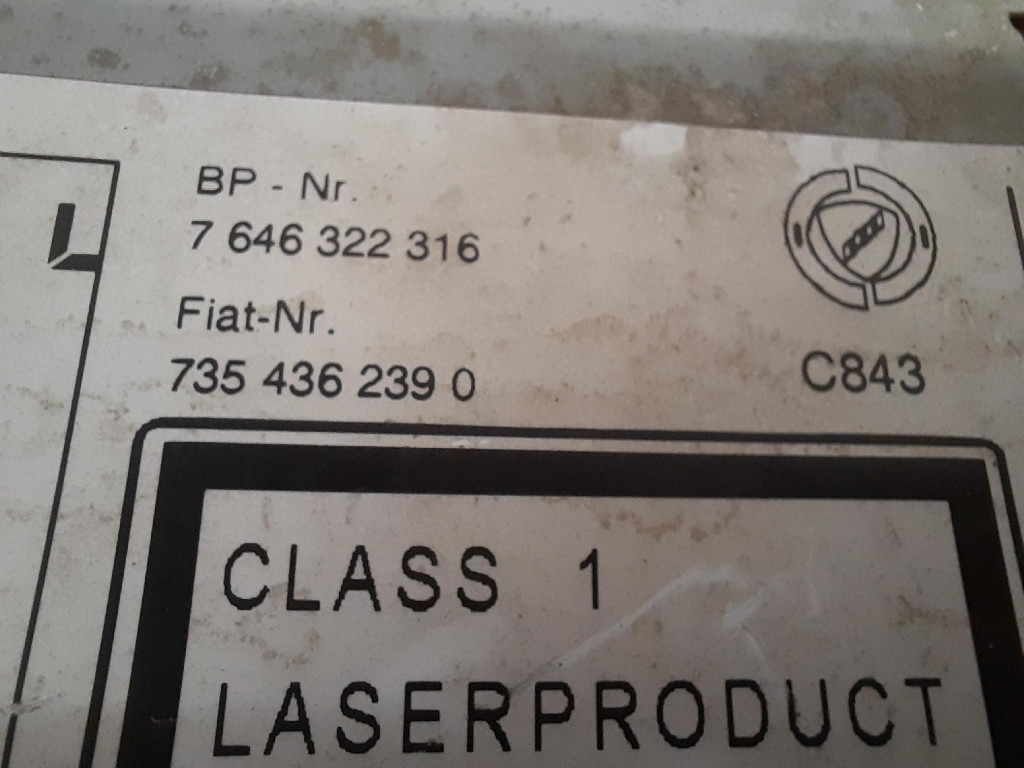 BP - Nr.
7 646 322 316
Fiat-Nr.
735 436 239 0
C843
CLASS 1
LASERPRODUCT